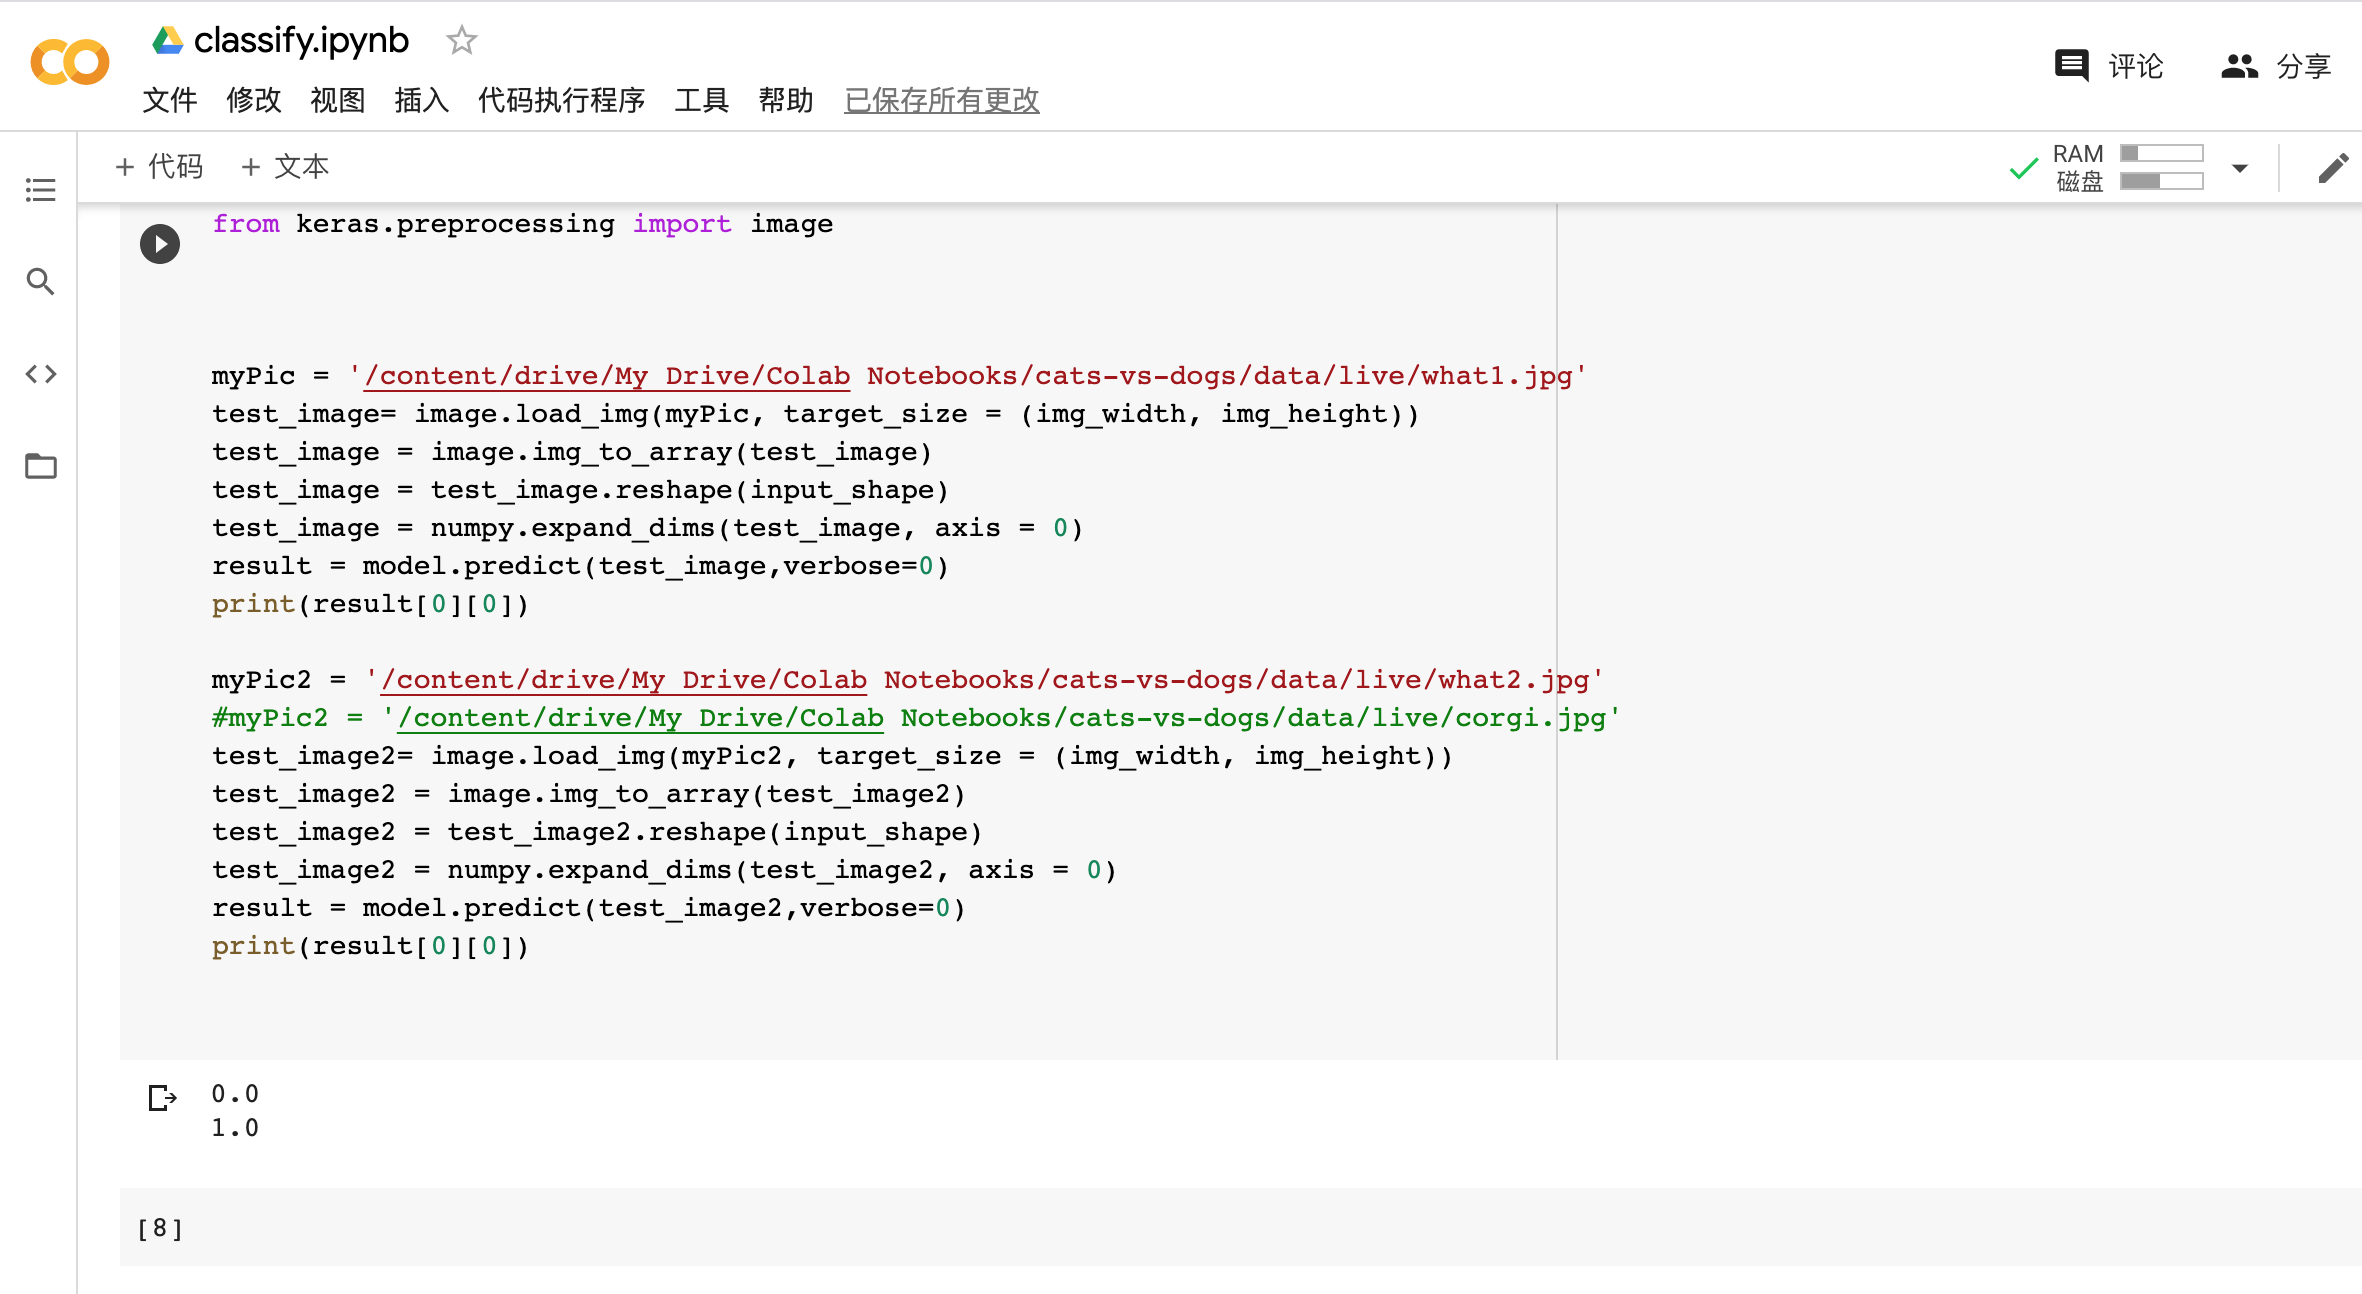 classify.ipynb
文件 修改 视图 插入 代码执行程序 工具 帮助 已保存所有更改
评论 分享
+ 代码 + 文本
RAM
磁盘
from keras.preprocessing import image
myPic = '/content/drive/My Drive/Colab Notebooks/cats-vs-dogs/data/live/what1.jpg'
test_image= image.load_img(myPic, target_size = (img_width, img_height))
test_image = image.img_to_array(test_image)
test_image = test_image.reshape(input_shape)
test_image = numpy.expand_dims(test_image, axis = 0)
result = model.predict(test_image,verbose=0)
print(result[0][0])
myPic2 = '/content/drive/My Drive/Colab Notebooks/cats-vs-dogs/data/live/what2.jpg'
#myPic2 = '/content/drive/My Drive/Colab Notebooks/cats-vs-dogs/data/live/corgi.jpg'
test_image2= image.load_img(myPic2, target_size = (img_width, img_height))
test_image2 = image.img_to_array(test_image2)
test_image2 = test_image2.reshape(input_shape)
test_image2 = numpy.expand_dims(test_image2, axis = 0)
result = model.predict(test_image2,verbose=0)
print(result[0][0])
0.0
1.0
[8]